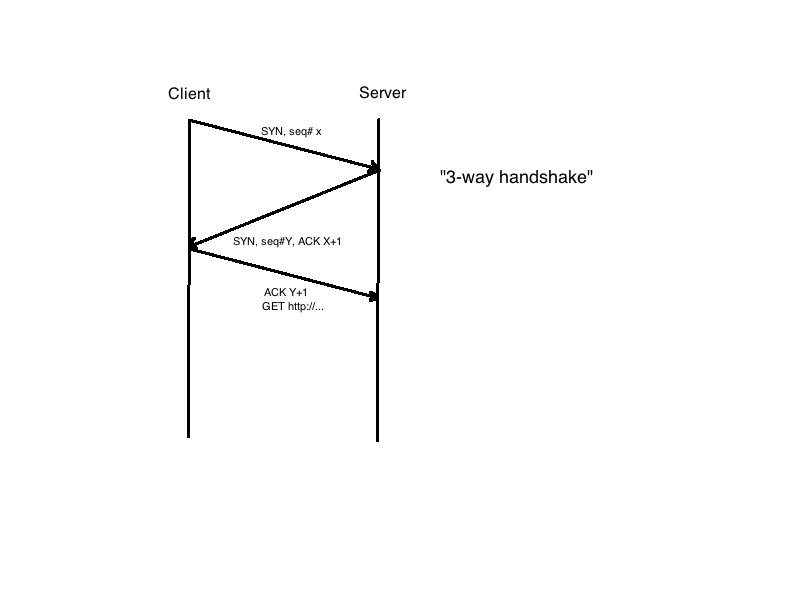 Client
Server
SYN, seq# x
"3-way handshake"
SYN, seq#Y, ACK X+1
ACK Y+1
GET http://...